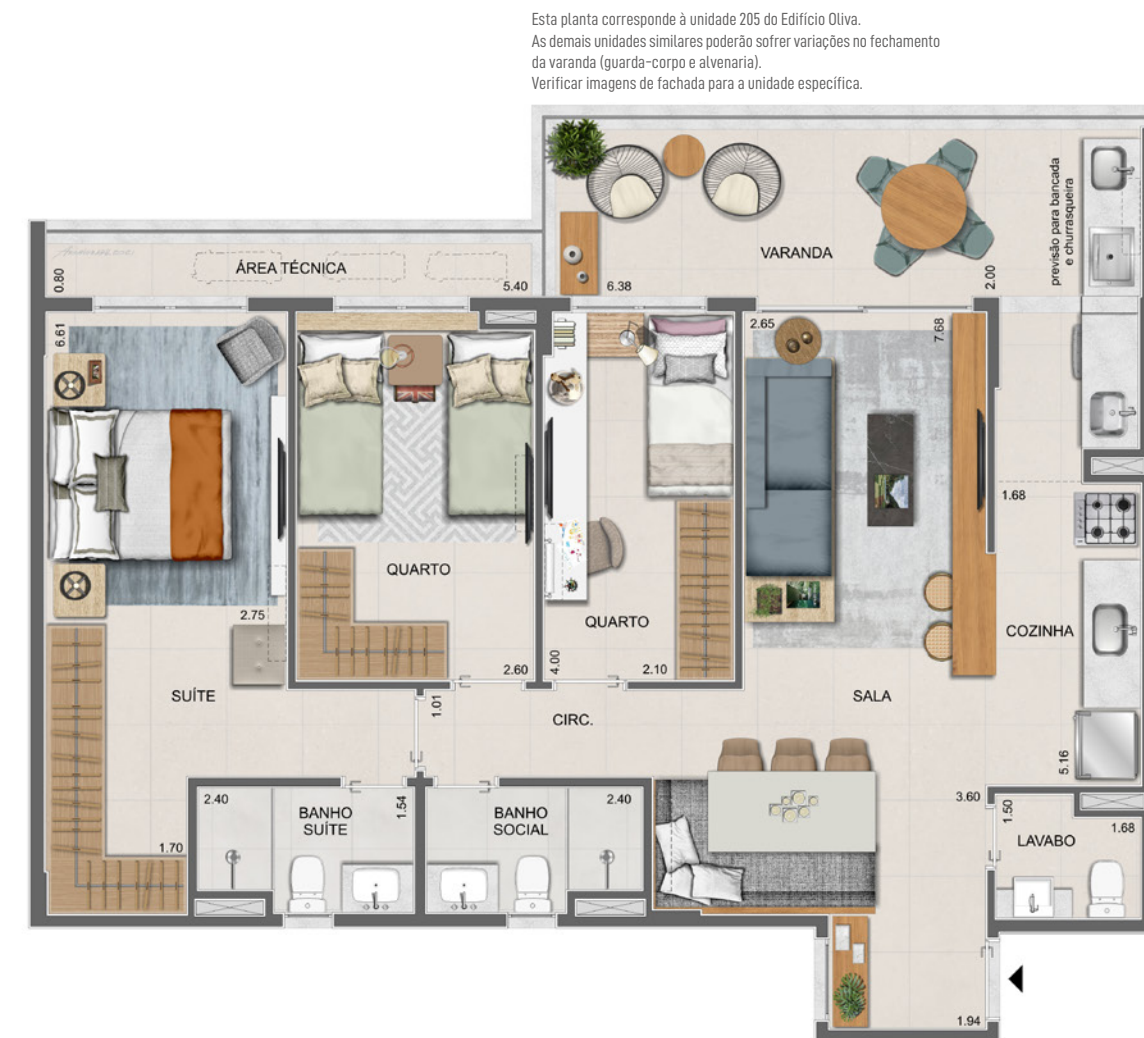 Esta planta corresponde à unidade 205 do Edifício Oliva.
As demais unidades similares poderão sofrer variações no fechamento
da varanda (guarda-corpo e alvenaria).
Verificar imagens de fachada para a unidade específica.
previsão para bancada
e churrasqueira
VARANDA
ÁREA TÉCNICA
0.80
5.40
6.38
2.00
6.61
2.65
7.68
1.68
QUARTO
2.75
QUARTO
COZINHA
2.60
4.00
2.10
SUÍTE
1.01
CIRC.
SALA
5.16
2.40
BANHO
SUÍTE
1.54
BANHO
SOCIAL
2.40
3.60
1.50
1.68
LAVABO
1.70
1.94